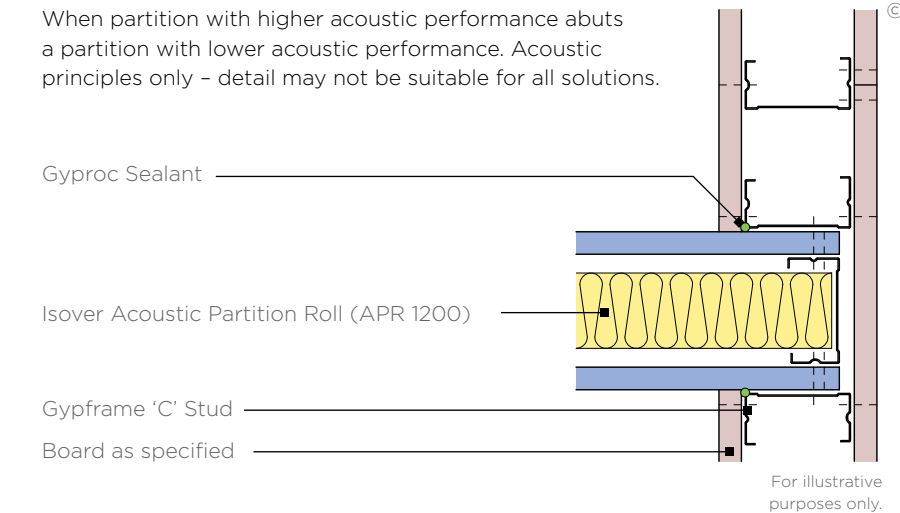 When partition with higher acoustic performance abuts
a partition with lower acoustic performance. Acoustic
principles only – detail may not be suitable for all solutions.
©
Gyproc Sealant
Isover Acoustic Partition Roll (APR 1200)
Gypframe ‘C’ Stud
Board as specified
For illustrative
purposes only.